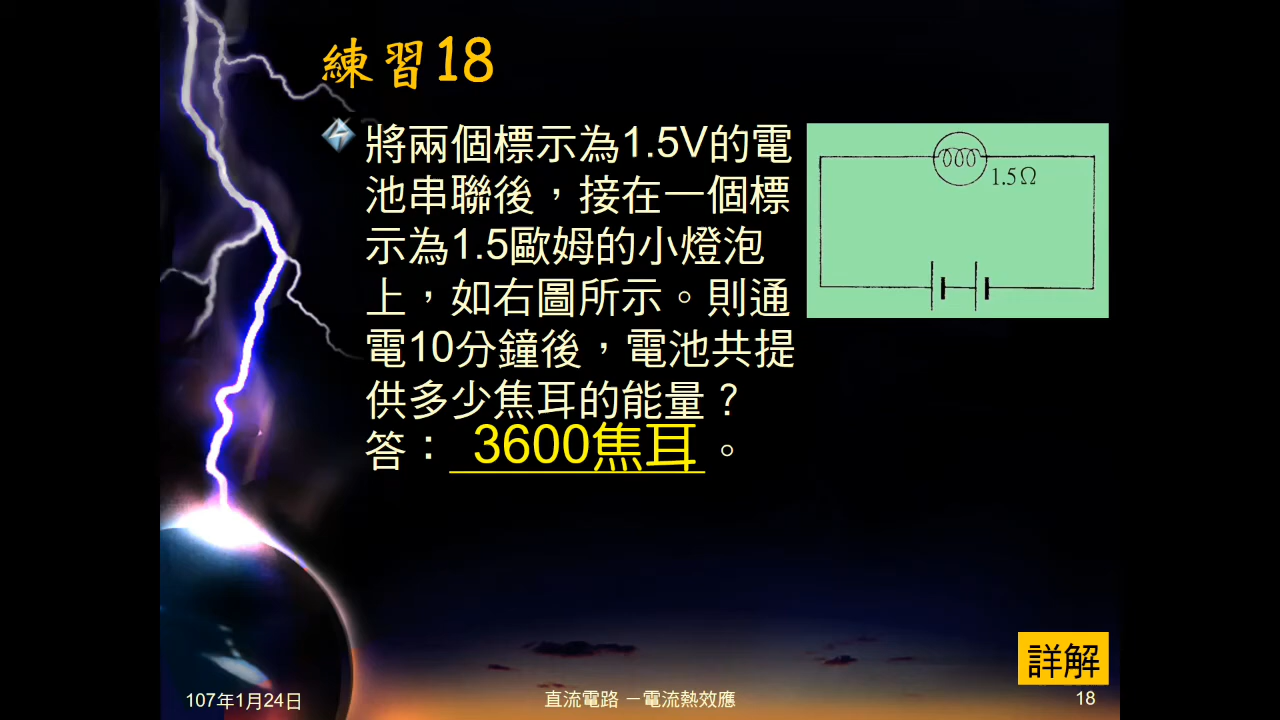 練習18
將兩個標示為1.5V的電
池串聯後，接在一個標
示為1.5歐姆的小燈泡
上，如右圖所示。則通
電10分鐘後，電池共提
供多少焦耳的能量？
答：3600焦耳。
1.5Ω
詳解
107年1月24日
直流電路 －電流熱效應
18